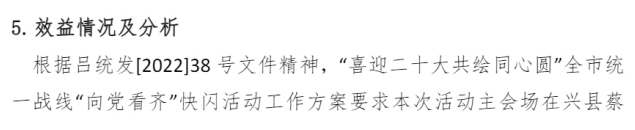 5. 效益情况及分析
根据吕统发[2022]38 号文件精神，“喜迎二十大共绘同心圆”全市统
一战线“向党看齐”快闪活动工作方案要求本次活动主会场在兴县蔡